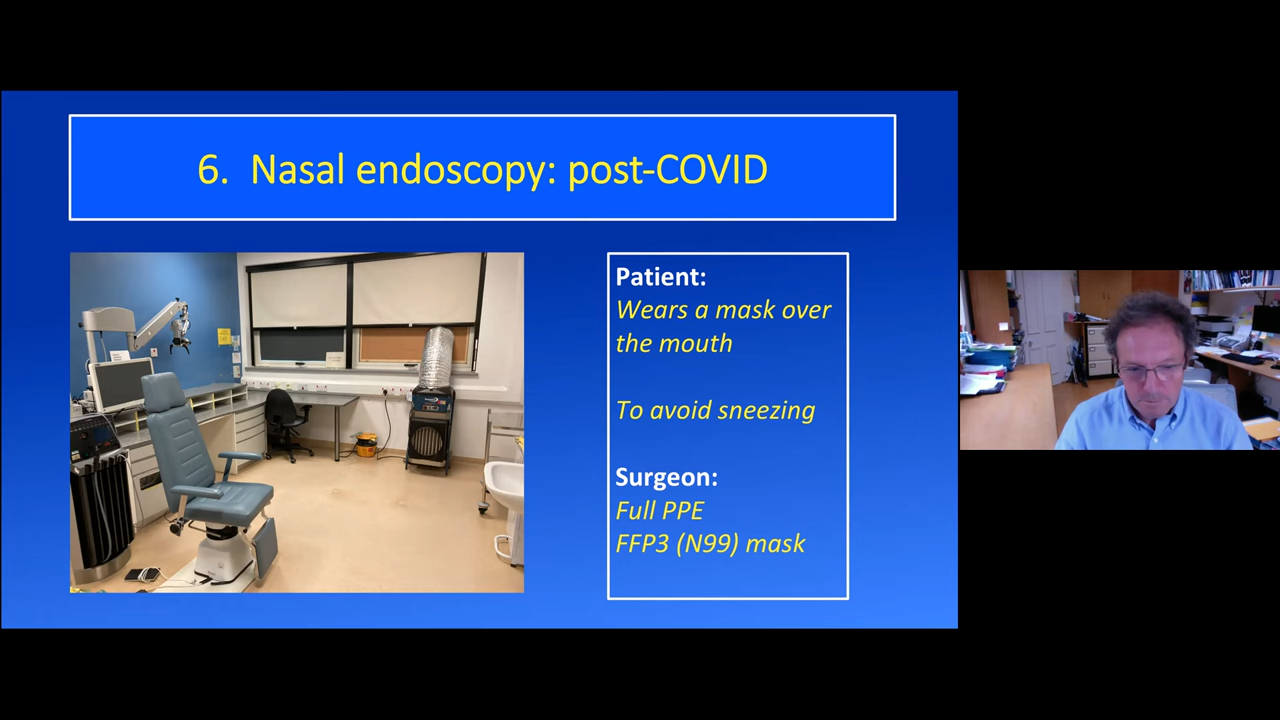 6. Nasal endoscopy: post-COVID
Patient:
Wears a mask over
the mouth
To avoid sneezing
Surgeon:
Full PPE
FFP3 (N99) mask